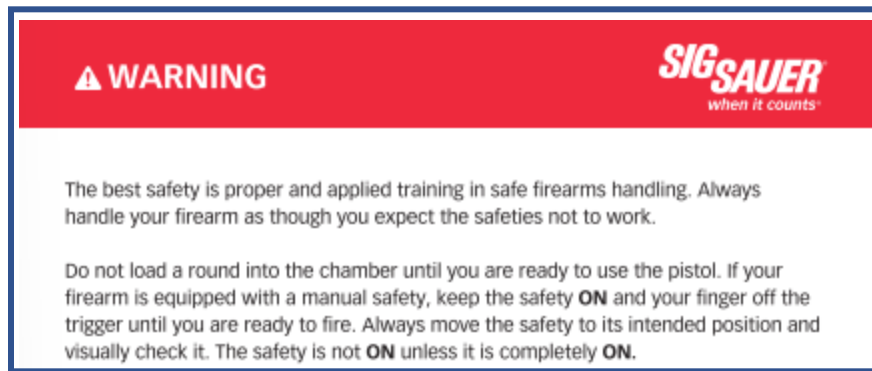 ⚠ WARNING
SIG SAUER
when it counts
The best safety is proper and applied training in safe firearms handling. Always
handle your firearm as though you expect the safeties not to work.
Do not load a round into the chamber until you are ready to use the pistol. If your
firearm is equipped with a manual safety, keep the safety ON and your finger off the
trigger until you are ready to fire. Always move the safety to its intended position and
visually check it. The safety is not ON unless it is completely ON.